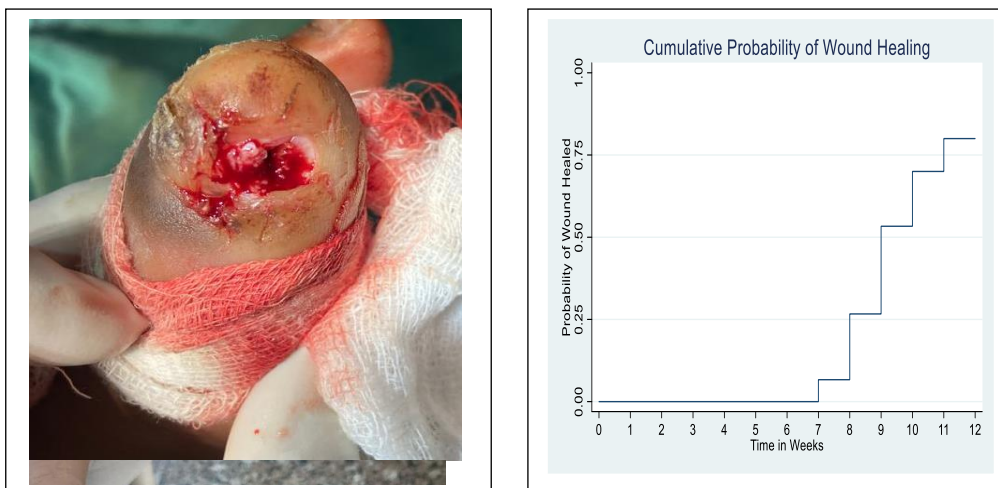 Cumulative Probability of Wound Healing
Probability of Wound Healed
1.00
0.75
0.50
0.25
0.00
0 1 2 3 4 5 6 7 8 9 10 11 12
Time in Weeks